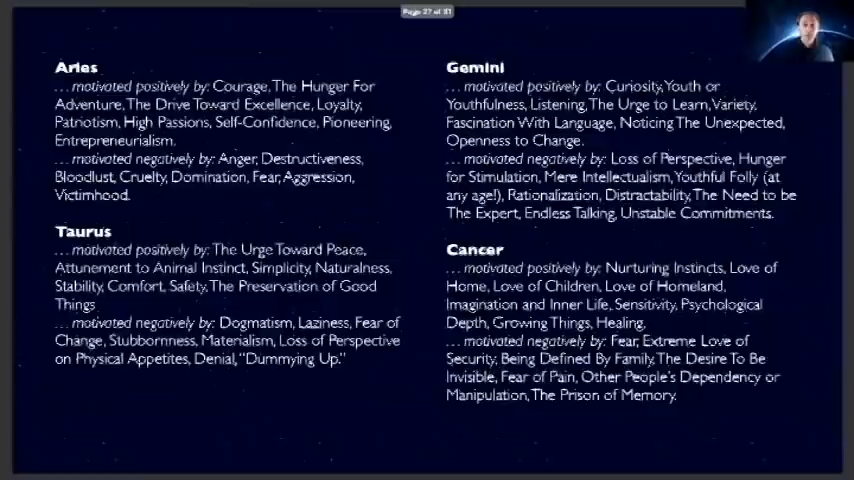 Page 27 of 31
Aries
... motivated positively by: Courage, The Hunger For
Adventure, The Drive Toward Excellence, Loyalty,
Patriotism, High Passions, Self-Confidence, Pioneering,
Entrepreneurialism.
... motivated negatively by: Anger, Destructiveness,
Bloodlust, Cruelty, Domination, Fear, Aggression,
Victimhood.
Taurus
... motivated positively by: The Urge Toward Peace,
Attunement to Animal Instinct, Simplicity, Naturalness,
Stability, Comfort, Safety, The Preservation of Good
Things
... motivated negatively by: Dogmatism, Laziness, Fear of
Change, Stubbornness, Materialism, Loss of Perspective
on Physical Appetites, Denial, "Dummying Up."
Gemini
... motivated positively by: Curiosity, Youth or
Youthfulness, Listening, The Urge to Learn, Variety,
Fascination With Language, Noticing The Unexpected,
Openness to Change.
... motivated negatively by: Loss of Perspective, Hunger
for Stimulation, Mere Intellectualism, Youthful Folly (at
any age!), Rationalization, Distractability, The Need to be
The Expert, Endless Talking, Unstable Commitments.
Cancer
... motivated positively by: Nurturing Instincts, Love of
Home, Love of Children, Love of Homeland,
Imagination and Inner Life, Sensitivity, Psychological
Depth, Growing Things, Healing.
... motivated negatively by: Fear, Extreme Love of
Security, Being Defined By Family, The Desire To Be
Invisible, Fear of Pain, Other People's Dependency or
Manipulation, The Prison of Memory.